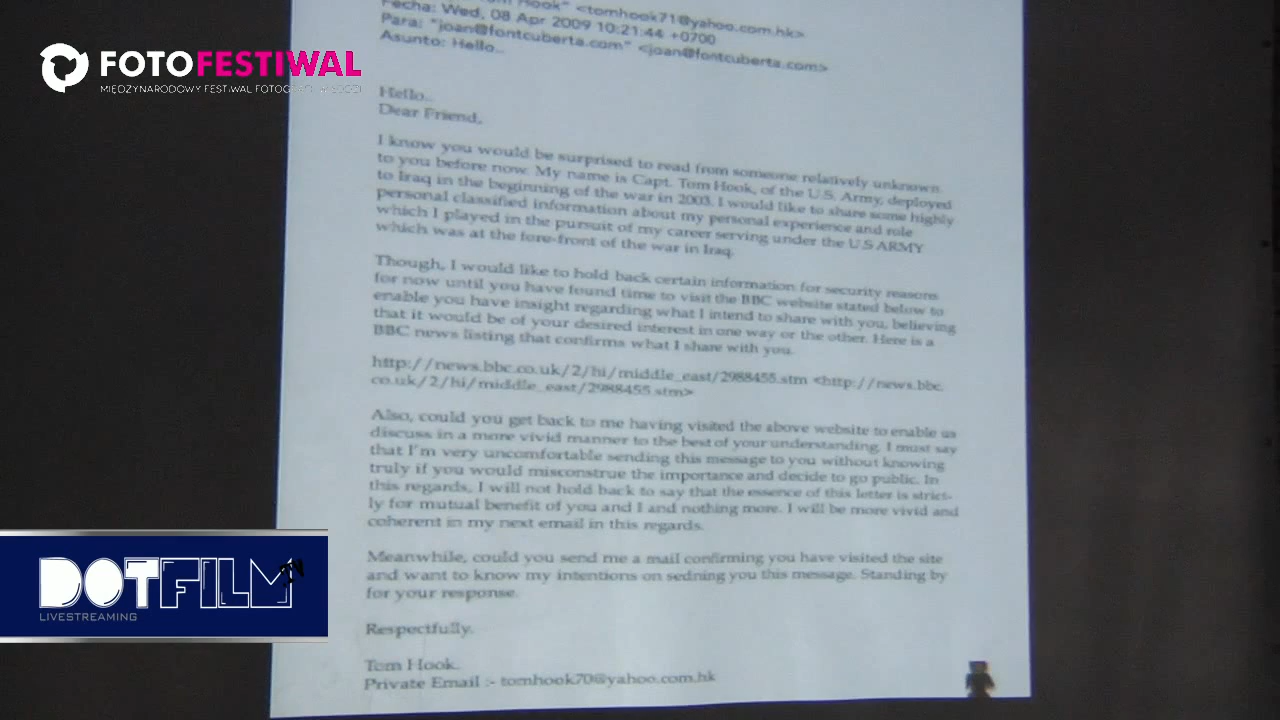 Tom Hook" <tomhook71@yahoo.com.hk>
Fecha: Wed, 08 Apr 2009 10:21:44 +0700
Para: "joan@fontcuberta.com" <joan@fontcuberta.com>
Asunto: Hello..
FOTOFESTIWAL
MIĘDZYNARODOWY FESTIWAL
Hello..
Dear Friend,
I know you would be surprised to read from someone relatively unknown
to you before now. My name is Capt. Tom Hook, of the U.S. Army, deployed
to Iraq in the beginning of the war in 2003. I would like to share some highly
personal classified information about my personal experience and role
which I played in the pursuit of my career serving under the U.S ARMY
which was at the fore-front of the war in Iraq.
Though, I would like to hold back certain information for security reasons
for now until you have found time to visit the BBC website stated below to
enable you have insight regarding what I intend to share with you, believing
that it would be of your desired interest in one way or the other. Here is a
BBC news listing that confirms what I share with you.
http://news.bbc.co.uk/2/hi/middle_east/2988455.stm <http://news.bbc.
co.uk/2/hi/middle_east/2988455.stm>
Also, could you get back to me having visited the above website to enable us
discuss in a more vivid manner to the best of your understanding. I must say
that I'm very uncomfortable sending this message to you without knowing
truly if you would misconstrue the importance and decide to go public. In
this regards, I will not hold back to say that the essence of this letter is strict-
ly for mutual benefit of you and I and nothing more. I will be more vivid and
coherent in my next email in this regards.
Meanwhile, could you send me a mail confirming you have visited the site
and want to know my intentions on sedning you this message. Standing by
for your response.
Respectfully.
Tom Hook.
Private Email :- tomhook70@yahoo.com.hk
DOTFILM
LIVESTREAMING